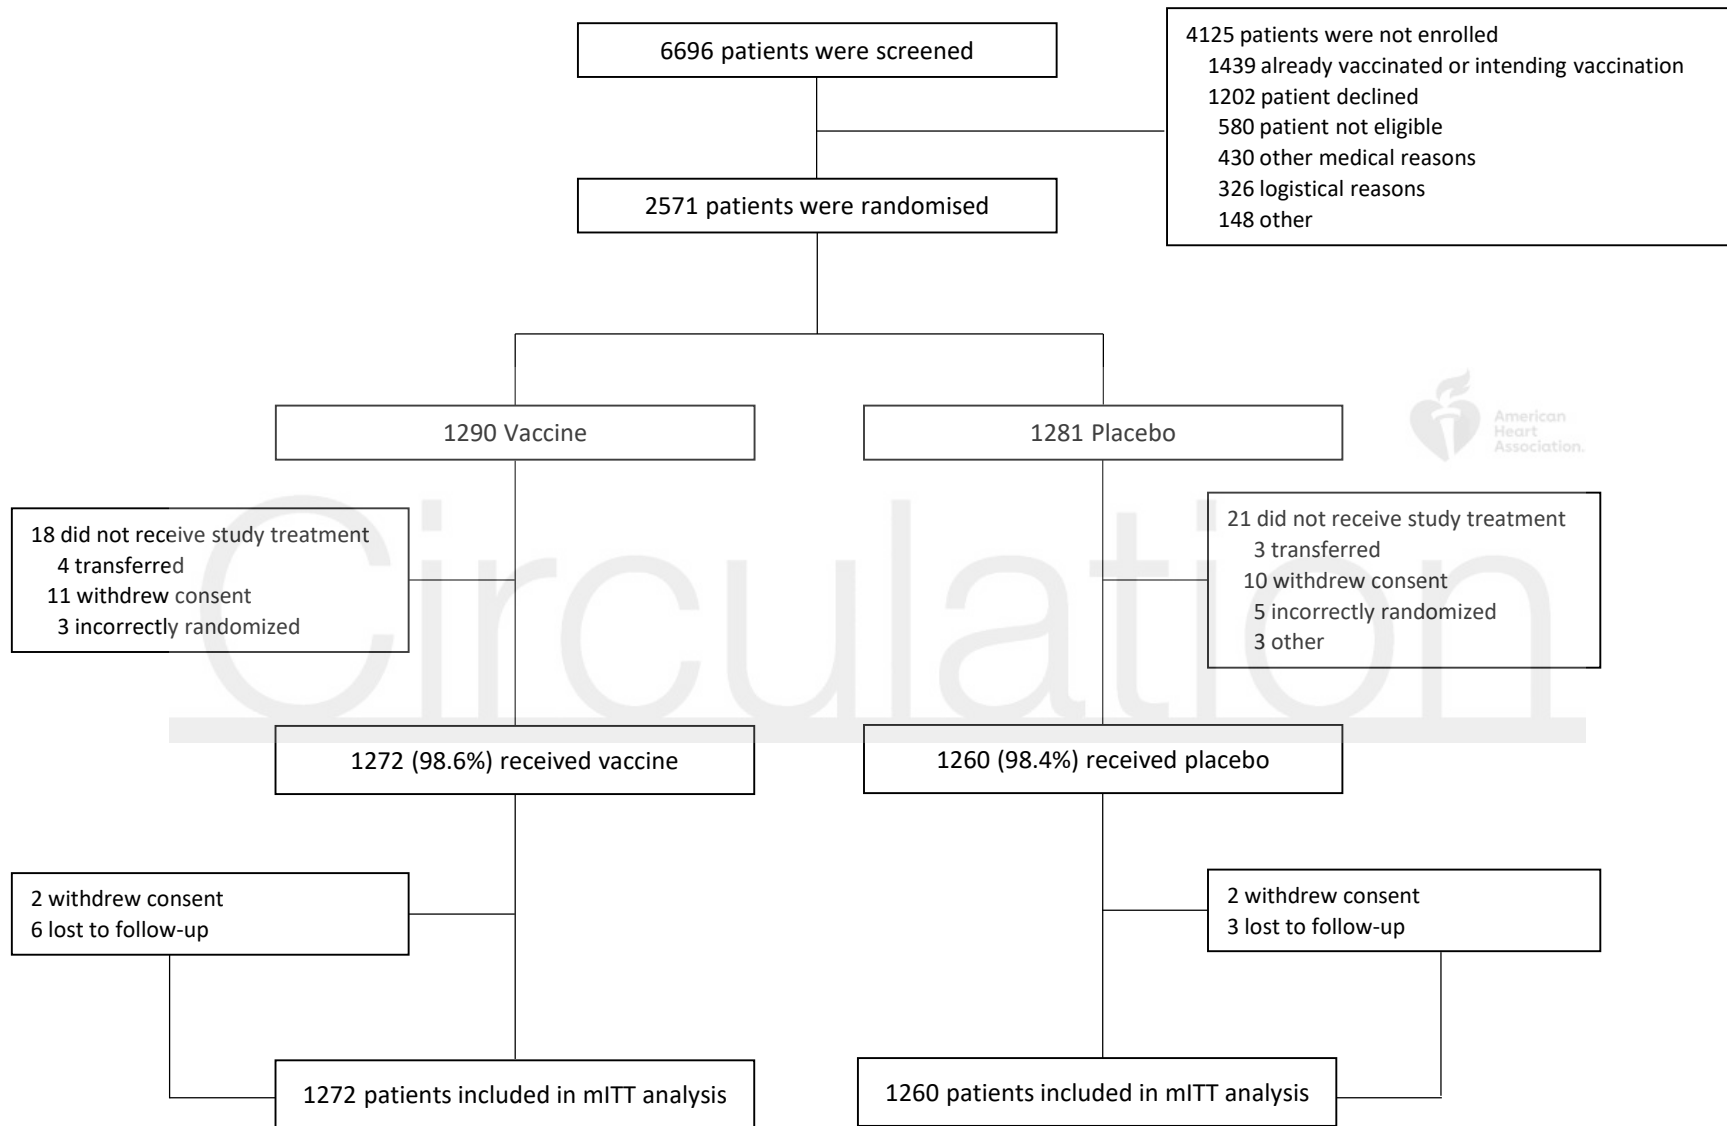 6696 patients were screened
4125 patients were not enrolled
1439 already vaccinated or intending vaccination
1202 patient declined
580 patient not eligible
430 other medical reasons
326 logistical reasons
148 other
2571 patients were randomised
1290 Vaccine
1281 Placebo
American
Heart
Association.
18 did not receive study treatment
4 transferred
11 withdrew consent
3 incorrectly randomized
21 did not receive study treatment
3 transferred
10 withdrew consent
5 incorrectly randomized
3 other
Circulation
1272 (98.6%) received vaccine
1260 (98.4%) received placebo
2 withdrew consent
6 lost to follow-up
2 withdrew consent
3 lost to follow-up
1272 patients included in mITT analysis
1260 patients included in mITT analysis